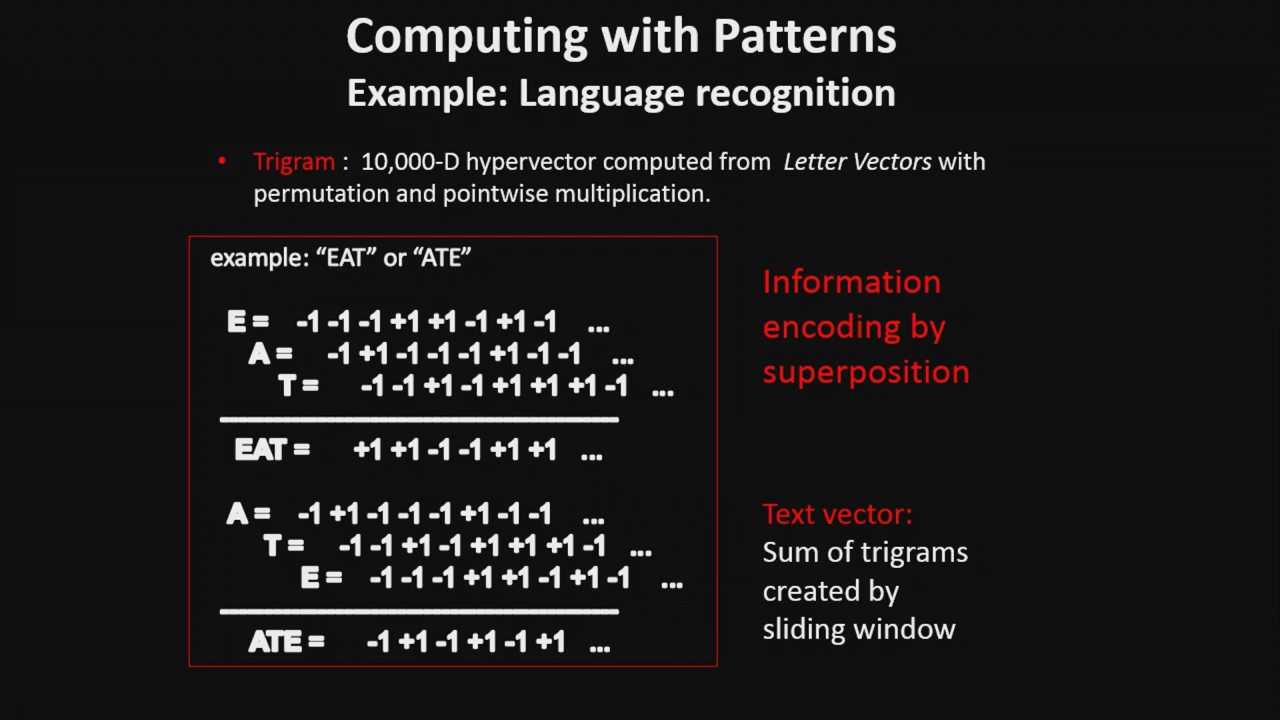 Computing with Patterns
Example: Language recognition
• Trigram : 10,000-D hypervector computed from Letter Vectors with
permutation and pointwise multiplication.
example: “EAT” or “ATE”
E = -1 -1 -1 +1 +1 -1 +1 -1 ...
A = -1 +1 -1 -1 -1 +1 -1 -1 ...
T = -1 -1 +1 -1 +1 +1 +1 -1 ...
EAT = +1 +1 -1 -1 +1 +1 ...
A = -1 +1 -1 -1 -1 +1 -1 -1 ...
T = -1 -1 +1 -1 +1 +1 +1 -1 ...
E = -1 -1 -1 +1 +1 -1 +1 -1 ...
ATE = -1 +1 -1 +1 -1 +1 ...
Information
encoding by
superposition
Text vector:
Sum of trigrams
created by
sliding window